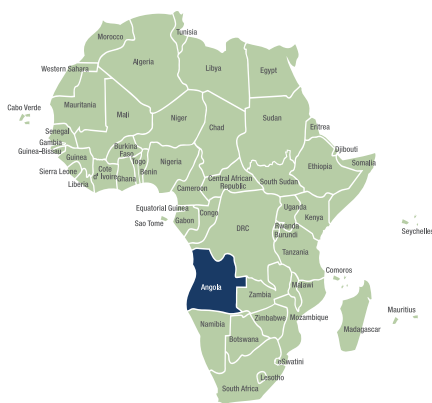 Tunisia
Morocco
Algeria
Libya
Egypt
Western Sahara
Cabo Verde
Mauritania
Mali
Niger
Chad
Sudan
Eritrea
Senegal
Gambia
Guinea-Bissau
Guinea
Burkina
Faso
Djibouti
Sierra Leone
Liberia
Cote
d' Ivoire
Ghana
Togo
Benin
Nigeria
Ethiopia
Somalia
Cameroon
Central African
Republic
South Sudan
Equatorial Guinea
Sao Tome
Gabon
Congo
DRC
Uganda
Kenya
Rwanda
Burundi
Seychelles
Tanzania
Comoros
Angola
Zambia
Malawi
Mozambique
Mauritius
Madagascar
Namibia
Zimbabwe
Botswana
eSwatini
Lesotho
South Africa